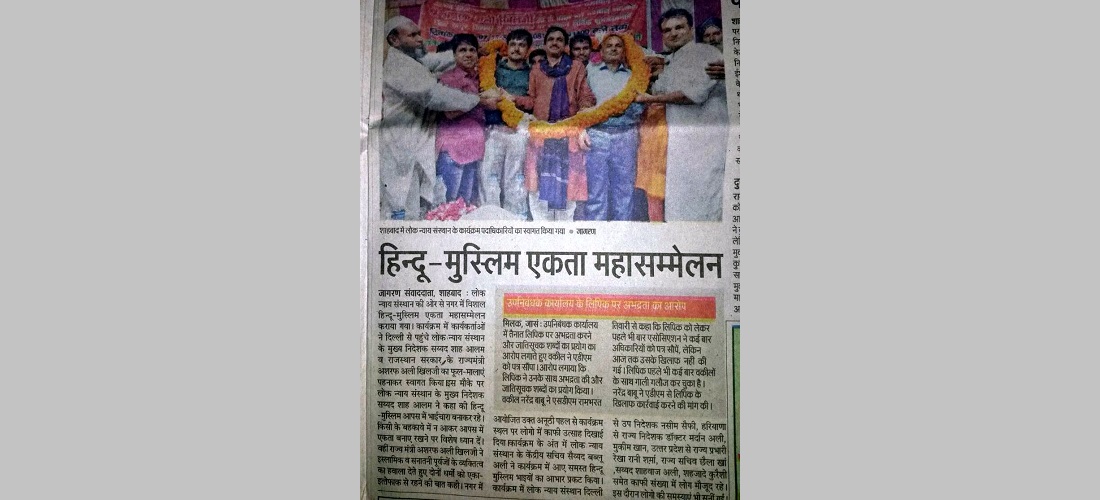 शाहबाद में लोक न्याय संस्थान के कार्यक्रम पदाधिकारियों का स्वागत किया गया ● जागरण
हिन्दू-मुस्लिम एकता महासम्मेलन
जागरण संवाददाता, शाहबाद : लोक
न्याय संस्थान की ओर से नगर में विशाल
हिन्दू-मुस्लिम एकता महासम्मेलन
कराया गया। कार्यक्रम में कार्यकर्ताओं
ने दिल्ली से पहुंचे लोक न्याय संस्थान
के मुख्य निदेशक सय्यद शाह आलम
व राजस्थान सरकार के राज्यमंत्री
अशरफ अली खिलजी का फूल-मालाएं
पहनाकर स्वागत किया। इस मौके पर
लोक न्याय संस्थान के मुख्य निदेशक
सय्यद शाह आलम ने कहा की हिन्दू
-मुस्लिम आपस में भाईचारा बनाकर रहे।
किसी के बहकावे में न आकर आपस में
एकता बनाए रखने पर विशेष ध्यान दें।
वहीं राज्य मंत्री अशरफ अली खिलजी ने
इस्लामिक व सनातनी पूर्वजों के व्यक्तित्व
का हवाला देते हुए दोनों धर्मों को एका-
इत्तेफाक से रहने की बात कही। नगर में
उपनिबंधक कार्यालय के लिपिक पर अभद्रता का आरोप
मिलक, जासं : उपनिबंधक कार्यालय
में तैनात लिपिक पर अभद्रता करने
और जातिसूचक शब्दों का प्रयोग का
आरोप लगाते हुए वकील ने एडीएम
को पत्र सौंपा। आरोप लगाया कि
लिपिक ने उनके साथ अभद्रता की और
जातिसूचक शब्दों का प्रयोग किया।
वकील नरेंद्र बाबू ने एसडीएम रामभरत
तिवारी से कहा कि लिपिक को लेकर
पहले भी बार एसोसिएशन ने कई बार
अधिकारियों को पत्र सौंपे, लेकिन
आज तक उसके खिलाफ नहीं की
गई। लिपिक पहले भी कई बार वकीलों
के साथ गाली गलौज कर चुका है।
नरेंद्र बाबू ने एडीएम से लिपिक के
खिलाफ कार्रवाई करने की मांग की।
आयोजित उक्त अनूठी पहल से कार्यक्रम
स्थल पर लोगो में काफी उत्साह दिखाई
दिया।कार्यक्रम के अंत में लोक न्याय
संस्थान के केंद्रीय सचिव सैय्यद बब्लू
अली ने कार्यक्रम में आए समस्त हिन्दू
मुस्लिम भाइयों का आभार प्रकट किया।
कार्यक्रम में लोक न्याय संस्थान दिल्ली
से उप निदेशक नसीम सैफी, हरियाणा
से राज्य निदेशक डॉक्टर मर्दान अली,
मुकीम खान, उत्तर प्रदेश से राज्य प्रभारी
रेखा रानी शर्मा, राज्य सचिव छैला खां
,सय्यद शाहबाज अली, शाहजादे कुरैशी
समेत काफी संख्या में लोग मौजूद रहे।
इस दौरान लोगो की समस्याएं भी सुनी गई।